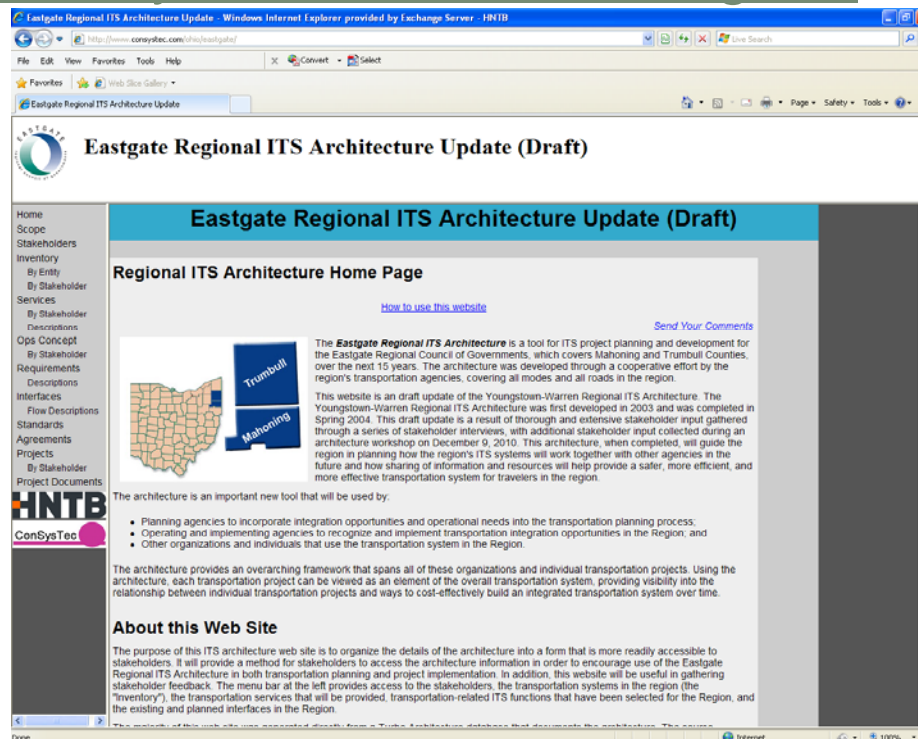 Eastgate Regional ITS Architecture Update - Windows Internet Explorer provided by Exchange Server - HNTB
http://www.consystec.com/ohio/eastgate/
Live Search
File Edit View Favorites Tools Help
X Convert Select
Favorites Web Slice Gallery
Eastgate Regional ITS Architecture Update
Page Safety Tools
EASTGATE
Eastgate Regional ITS Architecture Update (Draft)
Home
Scope
Stakeholders
Inventory
By Entity
By Stakeholder
Services
By Stakeholder
Descriptions
Ops Concept
By Stakeholder
Requirements
Descriptions
Interfaces
Flow Descriptions
Standards
Agreements
Projects
By Stakeholder
Project Documents
HNTB
ConSysTec
Eastgate Regional ITS Architecture Update (Draft)
Regional ITS Architecture Home Page
How to use this website
Send Your Comments
Trumbull
Mahoning
The Eastgate Regional ITS Architecture is a tool for ITS project planning and development for
the Eastgate Regional Council of Governments, which covers Mahoning and Trumbull Counties,
over the next 15 years. The architecture was developed through a cooperative effort by the
region's transportation agencies, covering all modes and all roads in the region.
This website is an draft update of the Youngstown-Warren Regional ITS Architecture. The
Youngstown-Warren Regional ITS Architecture was first developed in 2003 and was completed in
Spring 2004. This draft update is a result of thorough and extensive stakeholder input gathered
through a series of stakeholder interviews, with additional stakeholder input collected during an
architecture workshop on December 9, 2010. This architecture, when completed, will guide the
region in planning how the region's ITS systems will work together with other agencies in the
future and how sharing of information and resources will help provide a safer, more efficient, and
more effective transportation system for travelers in the region.
The architecture is an important new tool that will be used by:
• Planning agencies to incorporate integration opportunities and operational needs into the transportation planning process;
• Operating and implementing agencies to recognize and implement transportation integration opportunities in the Region; and
• Other organizations and individuals that use the transportation system in the Region.
The architecture provides an overarching framework that spans all of these organizations and individual transportation projects. Using the
architecture, each transportation project can be viewed as an element of the overall transportation system, providing visibility into the
relationship between individual transportation projects and ways to cost-effectively build an integrated transportation system over time.
About this Web Site
The purpose of this ITS architecture web site is to organize the details of the architecture into a form that is more readily accessible to
stakeholders. It will provide a method for stakeholders to access the architecture information in order to encourage use of the Eastgate
Regional ITS Architecture in both transportation planning and project implementation. In addition, this website will be useful in gathering
stakeholder feedback. The menu bar at the left provides access to the stakeholders, the transportation systems in the region (the
"Inventory"), the transportation services that will be provided, transportation-related ITS functions that have been selected for the Region, and
the existing and planned interfaces in the Region.
The majority of this web site was generated directly from a Turbo Architecture database that documents the architecture. The source
Done
Internet
100%